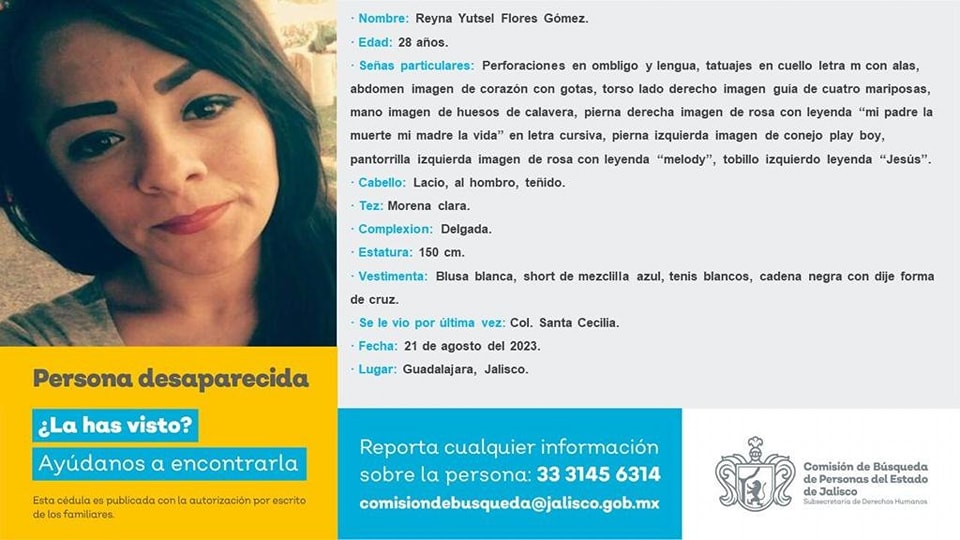 · Nombre: Reyna Yutsel Flores Gómez.
· Edad: 28 años.
· Señas particulares: Perforaciones en ombligo y lengua, tatuajes en cuello letra m con alas,
abdomen imagen de corazón con gotas, torso lado derecho imagen guía de cuatro mariposas,
mano imagen de huesos de calavera, pierna derecha imagen de rosa con leyenda “mi padre la
muerte mi madre la vida” en letra cursiva, pierna izquierda imagen de conejo play boy,
pantorrilla izquierda imagen de rosa con leyenda “melody”, tobillo izquierdo leyenda “Jesús”.
· Cabello: Lacio, al hombro, teñido.
· Tez: Morena clara.
· Complexion: Delgada.
· Estatura: 150 cm.
· Vestimenta: Blusa blanca, short de mezclilla azul, tenis blancos, cadena negra con dije forma
de cruz.
· Se le vio por última vez: Col. Santa Cecilia.
· Fecha: 21 de agosto del 2023.
· Lugar: Guadalajara, Jalisco.
Persona desaparecida
¿La has visto?
Ayúdanos a encontrarla
Esta cédula es publicada con la autorización por escrito
de los familiares.
Reporta cualquier información
sobre la persona: 33 3145 6314
comisiondebusqueda@jalisco.gob.mx
Comisión de Búsqueda
de Personas del Estado
de Jalisco
Subsecretaría de Derechos Humanos